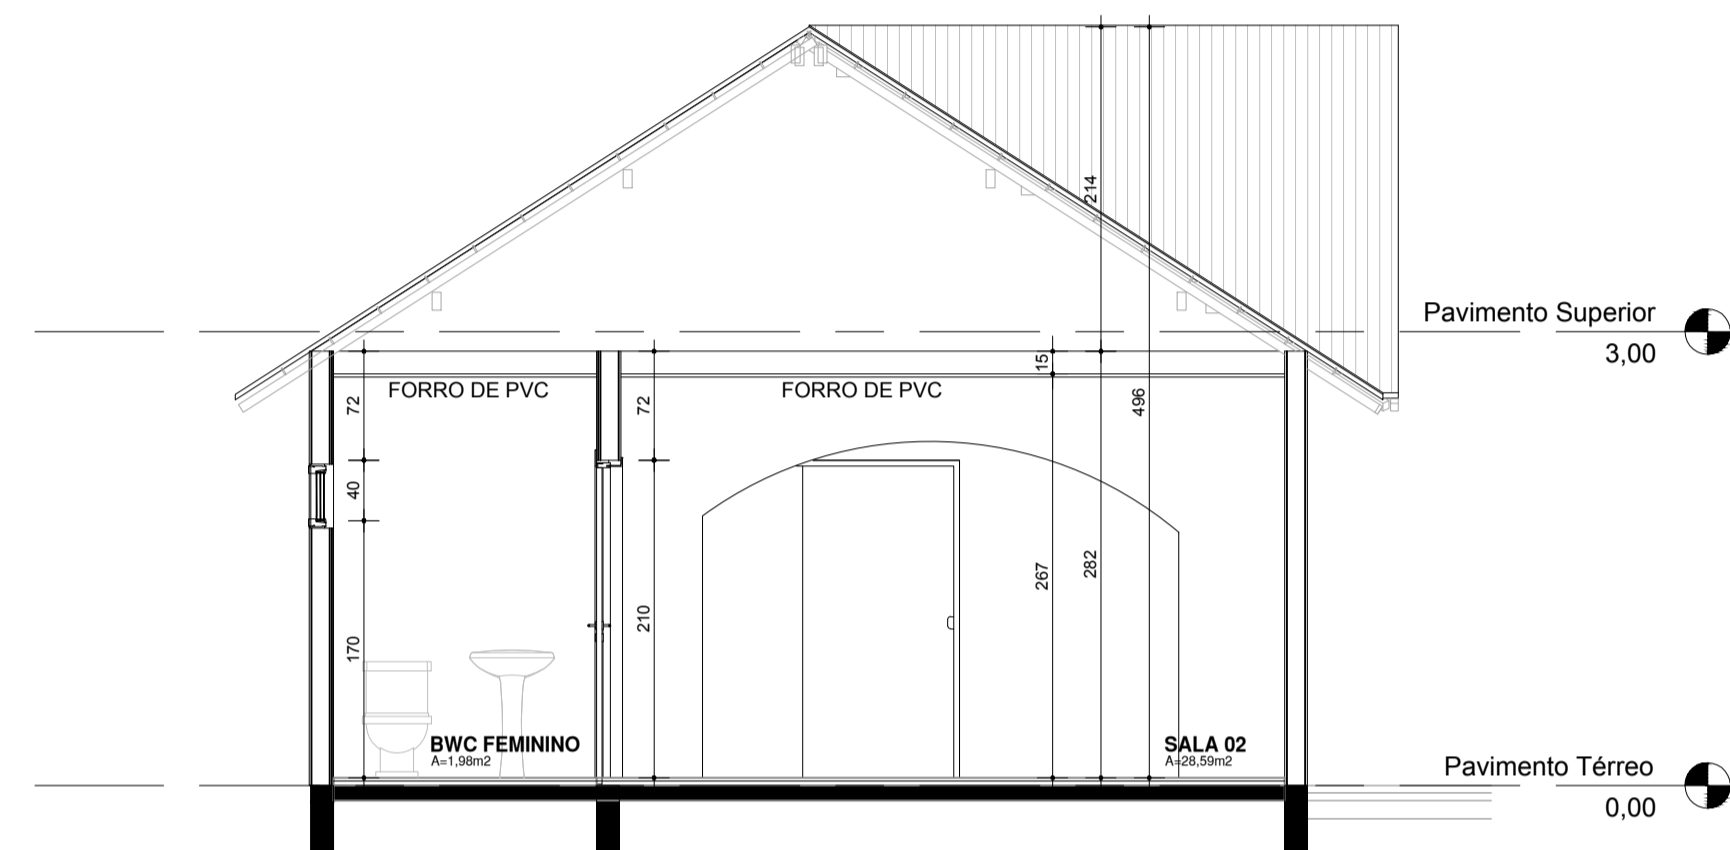 214
Pavimento Superior
3,00
15
FORRO DE PVC
FORRO DE PVC
72
72
496
40
267
282
210
170
BWC FEMININO
A=1,98m2
SALA 02
A=28,59m2
Pavimento Térreo
0,00